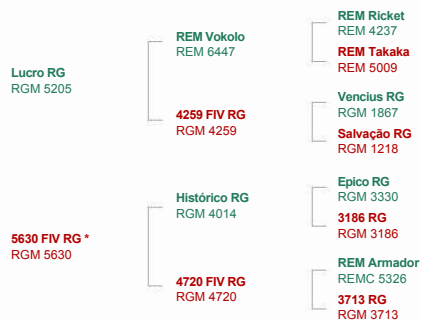 REM Ricket
REM 4237
REM Vokolo
REM 6447
REM Takaka
REM 5009
Lucro RG
RGM 5205
Vencius RG
RGM 1867
4259 FIV RG
RGM 4259
Salvação RG
RGM 1218
Epico RG
RGM 3330
Histórico RG
RGM 4014
3186 RG
RGM 3186
5630 FIV RG *
RGM 5630
REM Armador
REMC 5326
4720 FIV RG
RGM 4720
3713 RG
RGM 3713